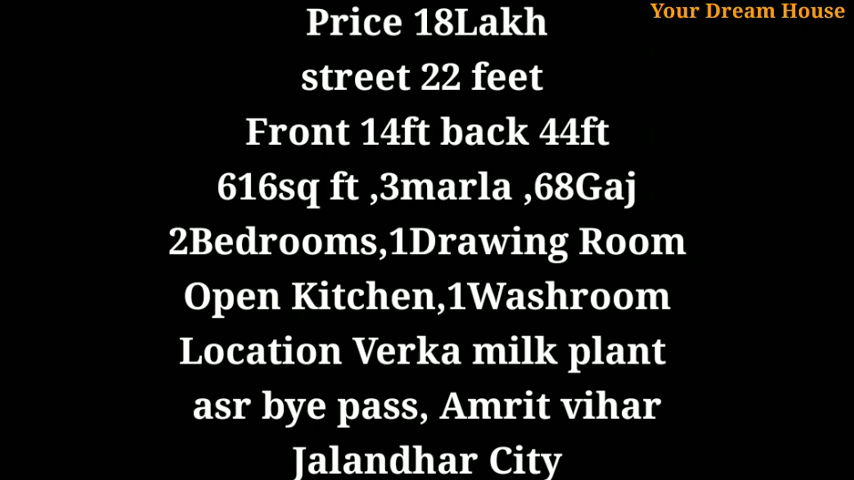 Your Dream House
Price 18Lakh
street 22 feet
Front 14ft back 44ft
616sq ft ,3marla ,68Gaj
2Bedrooms,1Drawing Room
Open Kitchen,1Washroom
Location Verka milk plant
asr bye pass, Amrit vihar
Jalandhar City